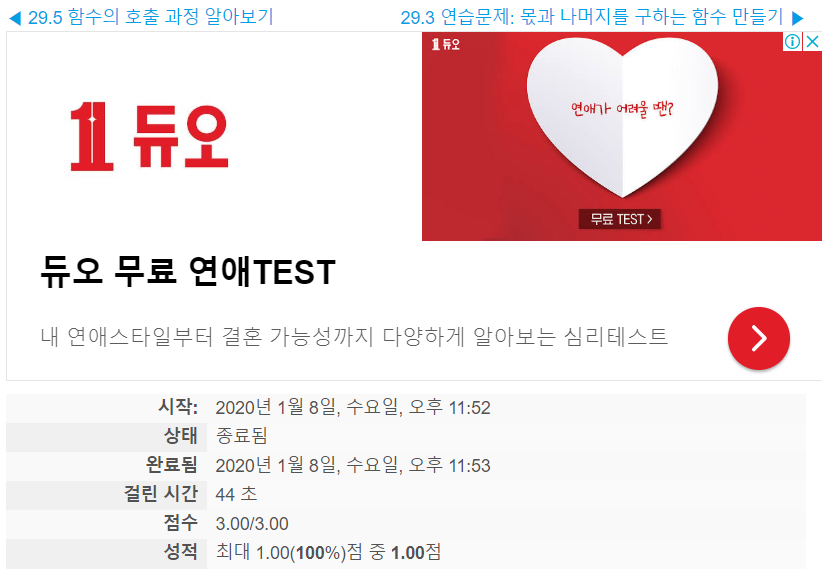 ◀ 29.5 함수의 호출 과정 알아보기
29.3 연습문제: 몫과 나머지를 구하는 함수 만들기 ▶
1 듀오
연애가 어려울 땐?
무료 TEST >
1 듀오
듀오 무료 연애TEST
내 연애스타일부터 결혼 가능성까지 다양하게 알아보는 심리테스트
시작: 2020년 1월 8일, 수요일, 오후 11:52
상태 종료됨
완료됨 2020년 1월 8일, 수요일, 오후 11:53
걸린 시간 44 초
점수 3.00/3.00
성적 최대 1.00(100%)점 중 1.00점